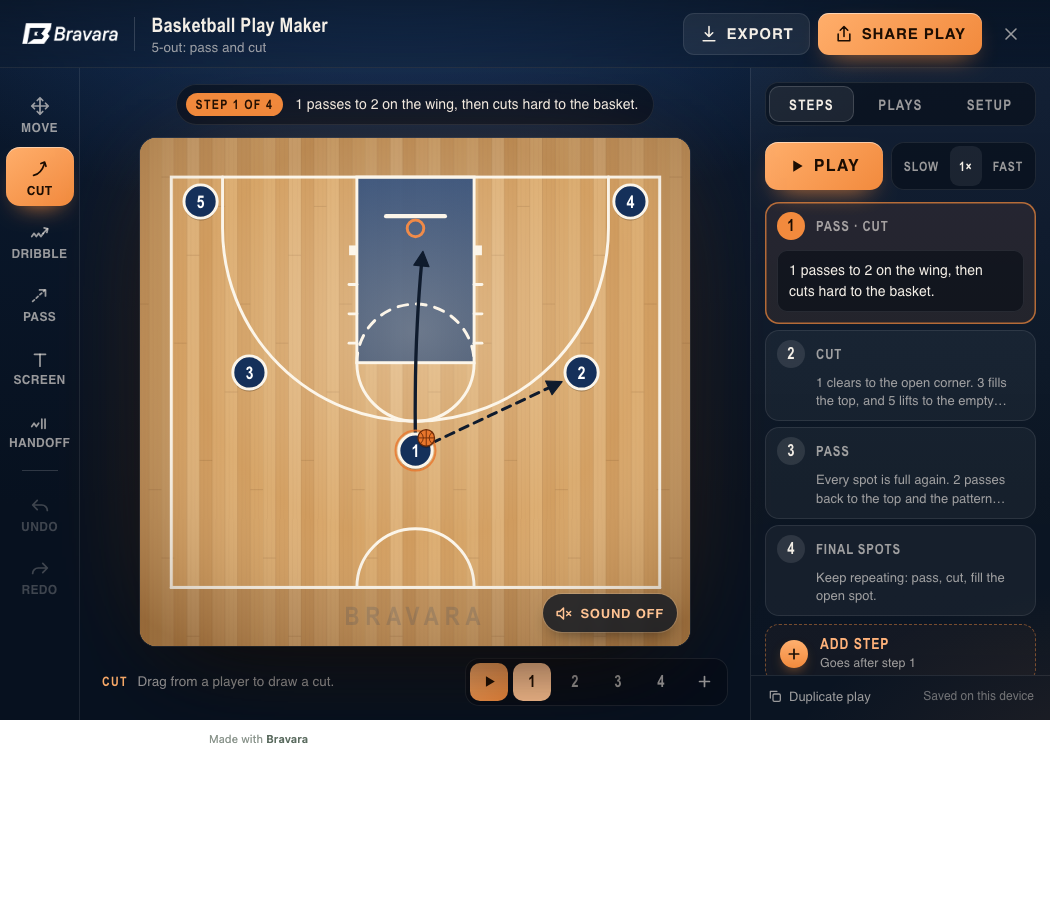 Bravara
Basketball Play Maker
5-out: pass and cut
EXPORT
SHARE PLAY
MOVE
CUT
DRIBBLE
PASS
SCREEN
HANDOFF
UNDO
REDO
STEP 1 OF 4
1 passes to 2 on the wing, then cuts hard to the basket.
5
4
3
2
1
BRAVARA
SOUND OFF
CUT Drag from a player to draw a cut.
1 2 3 4
STEPS PLAYS SETUP
PLAY
SLOW 1× FAST
1 PASS · CUT
1 passes to 2 on the wing, then
cuts hard to the basket.
2 CUT
1 clears to the open corner. 3 fills
the top, and 5 lifts to the empty…
3 PASS
Every spot is full again. 2 passes
back to the top and the pattern…
4 FINAL SPOTS
Keep repeating: pass, cut, fill the
open spot.
ADD STEP
Goes after step 1
Duplicate play
Saved on this device
Made with Bravara